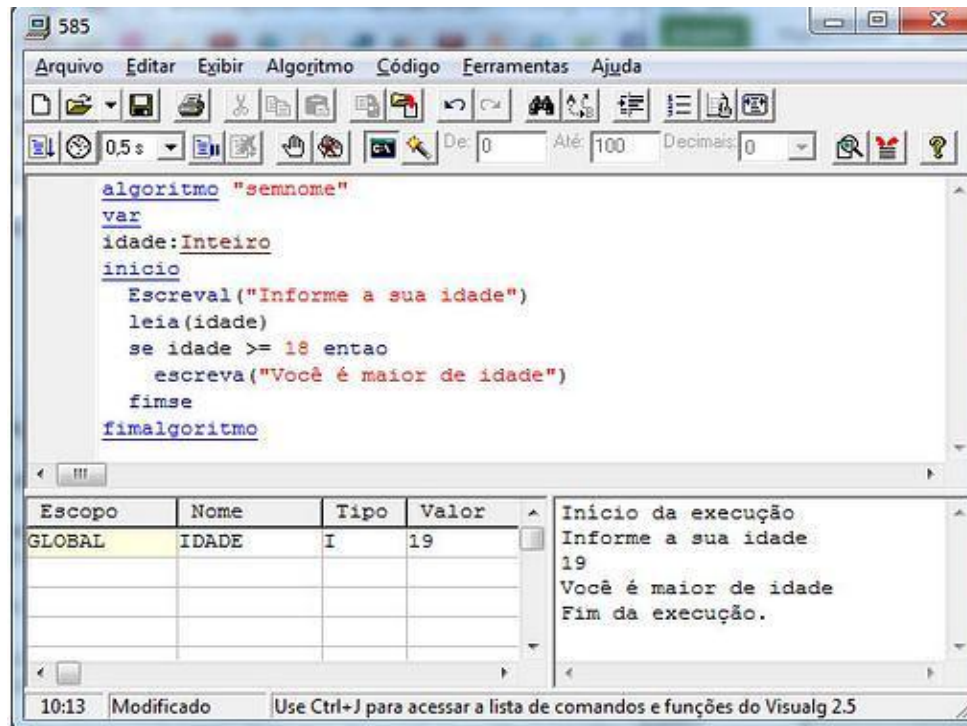 585
Arquivo Editar Exibir Algoritmo Código Ferramentas Ajuda
0,5 s De: 0 Até: 100 Decimais: 0
algoritmo "semnome"
var
idade:Inteiro
inicio
Escreval("Informe a sua idade")
leia(idade)
se idade >= 18 entao
escreva("Você é maior de idade")
fimse
fimalgoritmo
Escopo Nome Tipo Valor
GLOBAL IDADE I 19
Início da execução
Informe a sua idade
19
Você é maior de idade
Fim da execução.
10:13 Modificado Use Ctrl+J para acessar a lista de comandos e funções do Visualg 2.5